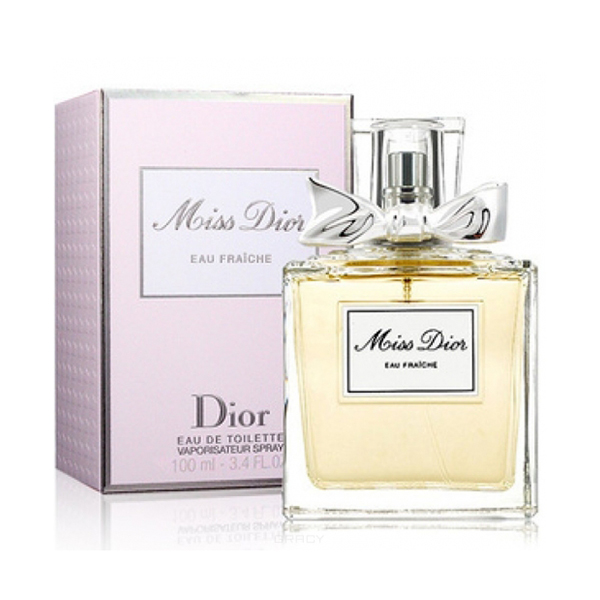 Miss Dior
EAU FRAÎCHE
Dior
EAU DE TOILETTE
VAPORISATEUR SPRAY
100 ml - 3.4 FL.O
Miss Dior
EAU FRAÎCHE